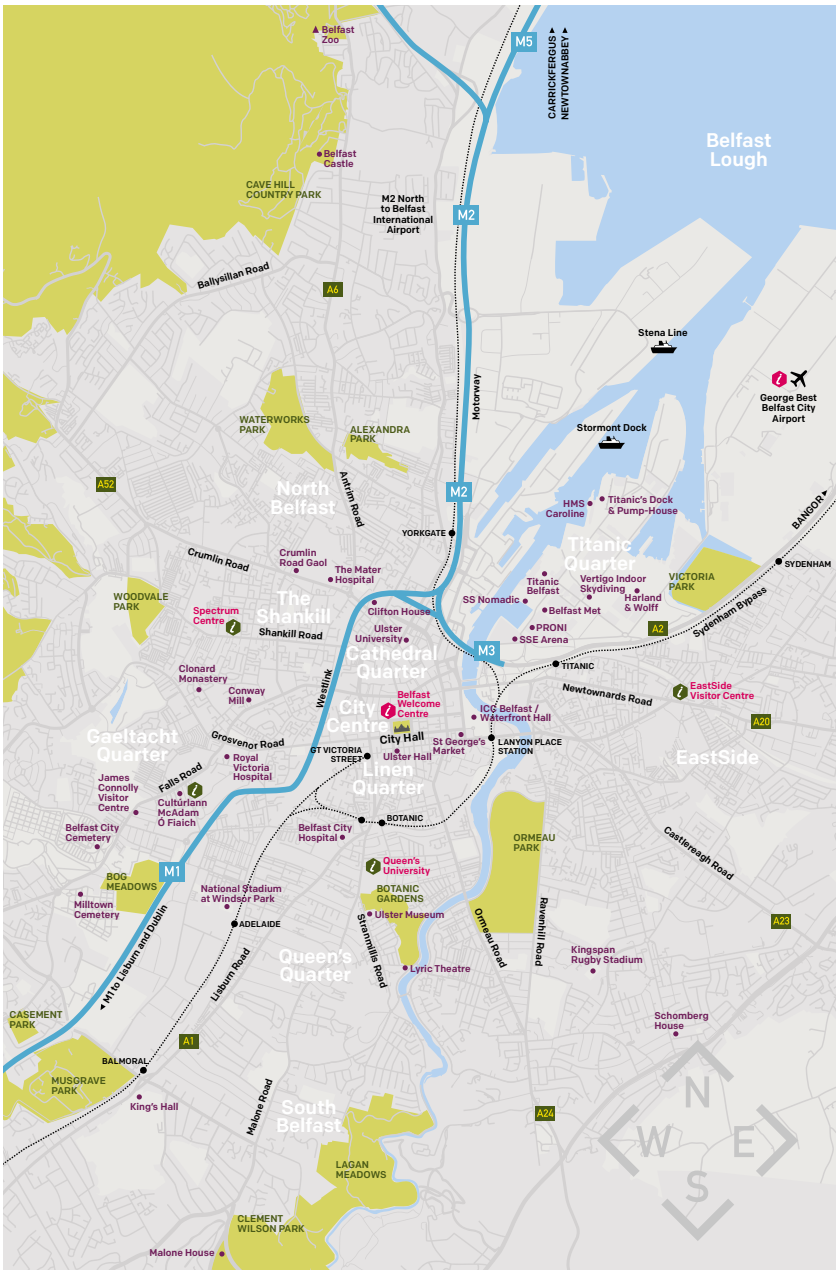 Belfast
Zoo
M5
CARRICKFERGUS
NEWTOWNABBEY
Belfast
Lough
Belfast
Castle
CAVE HILL
COUNTRY PARK
M2 North
to Belfast
International
Airport
M2
Ballysillan Road
A6
Stena Line
George Best
Belfast City
Airport
Motorway
WATERWORKS
PARK
ALEXANDRA
PARK
Stormont Dock
A52
North
Belfast
Antrim Road
M2
HMS
Caroline
Titanic's Dock
& Pump-House
BANGOR
YORKGATE
Titanic
Quarter
SYDENHAM
Crumlin Road
Crumlin
Road Gaol
The Mater
Hospital
Titanic
Belfast
Vertigo Indoor
Skydiving
Harland
& Wolff
VICTORIA
PARK
Sydenham Bypass
WOODVALE
PARK
The
Shankill
Clifton House
SS Nomadic
Belfast Met
Spectrum
Centre
Shankill Road
Ulster
University
PRONI
SSE Arena
A2
Cathedral
Quarter
M3
TITANIC
Clonard
Monastery
Conway
Mill
Westlink
City
Centre
Belfast
Welcome
Centre
Newtownards Road
EastSide
Visitor Centre
ICC Belfast /
Waterfront Hall
A20
Gaeltacht
Quarter
Grosvenor Road
City Hall
St George's
Market
LANYON PLACE
STATION
EastSide
GT VICTORIA
STREET
Ulster Hall
Royal
Victoria
Hospital
Linen
Quarter
James
Connolly
Visitor
Centre
Falls Road
Cultúrlann
McAdam
Ó Fiaich
Belfast City
Cemetery
Belfast City
Hospital
BOTANIC
ORMEAU
PARK
Castlereagh Road
M1
BOG
MEADOWS
Queen's
University
Milltown
Cemetery
National Stadium
at Windsor Park
BOTANIC
GARDENS
Ulster Museum
A23
ADELAIDE
M1 to Lisburn and Dublin
Lisburn Road
Queen's
Quarter
Stranmillis Road
Lyric Theatre
Ormeau Road
Ravenhill Road
Kingspan
Rugby Stadium
CASEMENT
PARK
Schomberg
House
A1
BALMORAL
MUSGRAVE
PARK
King's Hall
Malone Road
South
Belfast
A24
N
W
E
S
LAGAN
MEADOWS
CLEMENT
WILSON PARK
Malone House